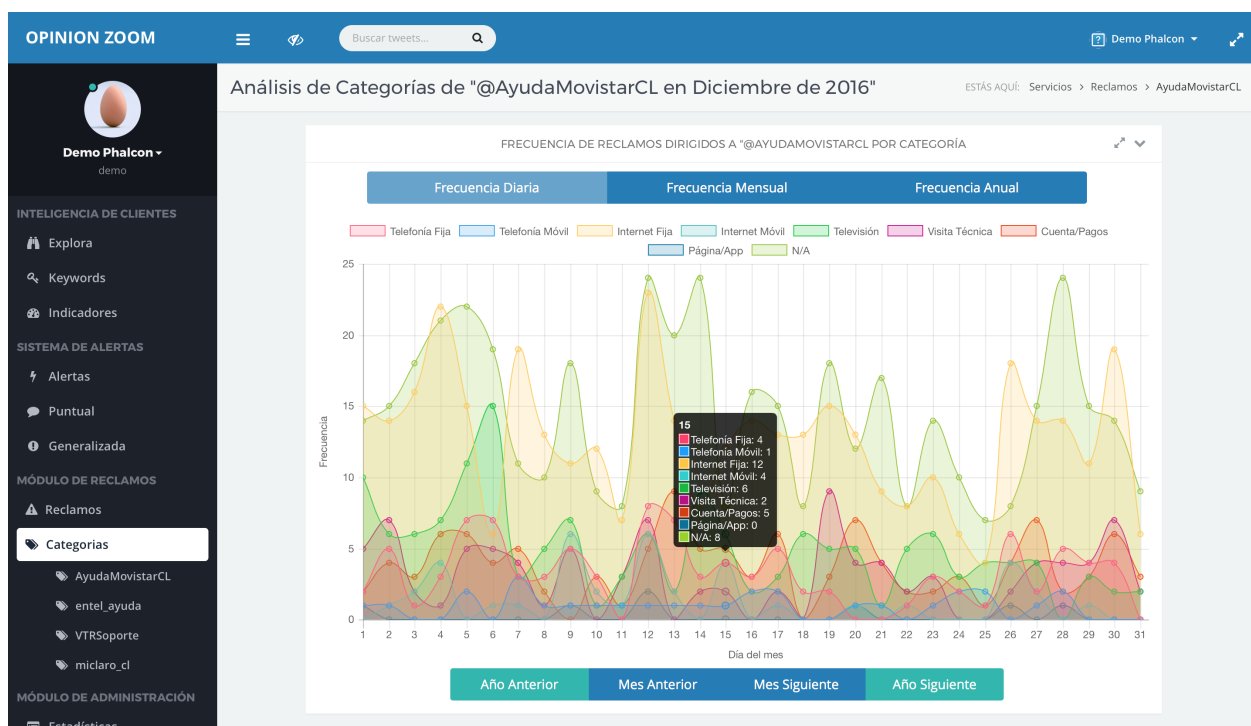 OPINION ZOOM
Buscar tweets...
Demo Phalcon
Demo Phalcon
demo
INTELIGENCIA DE CLIENTES
Explora
Keywords
Indicadores
SISTEMA DE ALERTAS
Alertas
Puntual
Generalizada
MÓDULO DE RECLAMOS
Reclamos
Categorias
AyudaMovistarCL
entel_ayuda
VTRSoporte
miclaro_cl
MÓDULO DE ADMINISTRACIÓN
Estadísticas
Análisis de Categorías de "@AyudaMovistarCL en Diciembre de 2016"
ESTÁS AQUÍ: Servicios > Reclamos > AyudaMovistarCL
FRECUENCIA DE RECLAMOS DIRIGIDOS A "@AYUDAMOVISTARCL POR CATEGORÍA
Frecuencia Diaria Frecuencia Mensual Frecuencia Anual
Telefonía Fija Telefonía Móvil Internet Fija Internet Móvil Televisión Visita Técnica Cuenta/Pagos
Página/App N/A
25
20
15
10
5
0
Frecuencia
15
Telefonía Fija: 4
Telefonía Móvil: 1
Internet Fija: 12
Internet Móvil: 4
Televisión: 6
Visita Técnica: 2
Cuenta/Pagos: 5
Página/App: 0
N/A: 8
1 2 3 4 5 6 7 8 9 10 11 12 13 14 15 16 17 18 19 20 21 22 23 24 25 26 27 28 29 30 31
Día del mes
Año Anterior Mes Anterior Mes Siguiente Año Siguiente